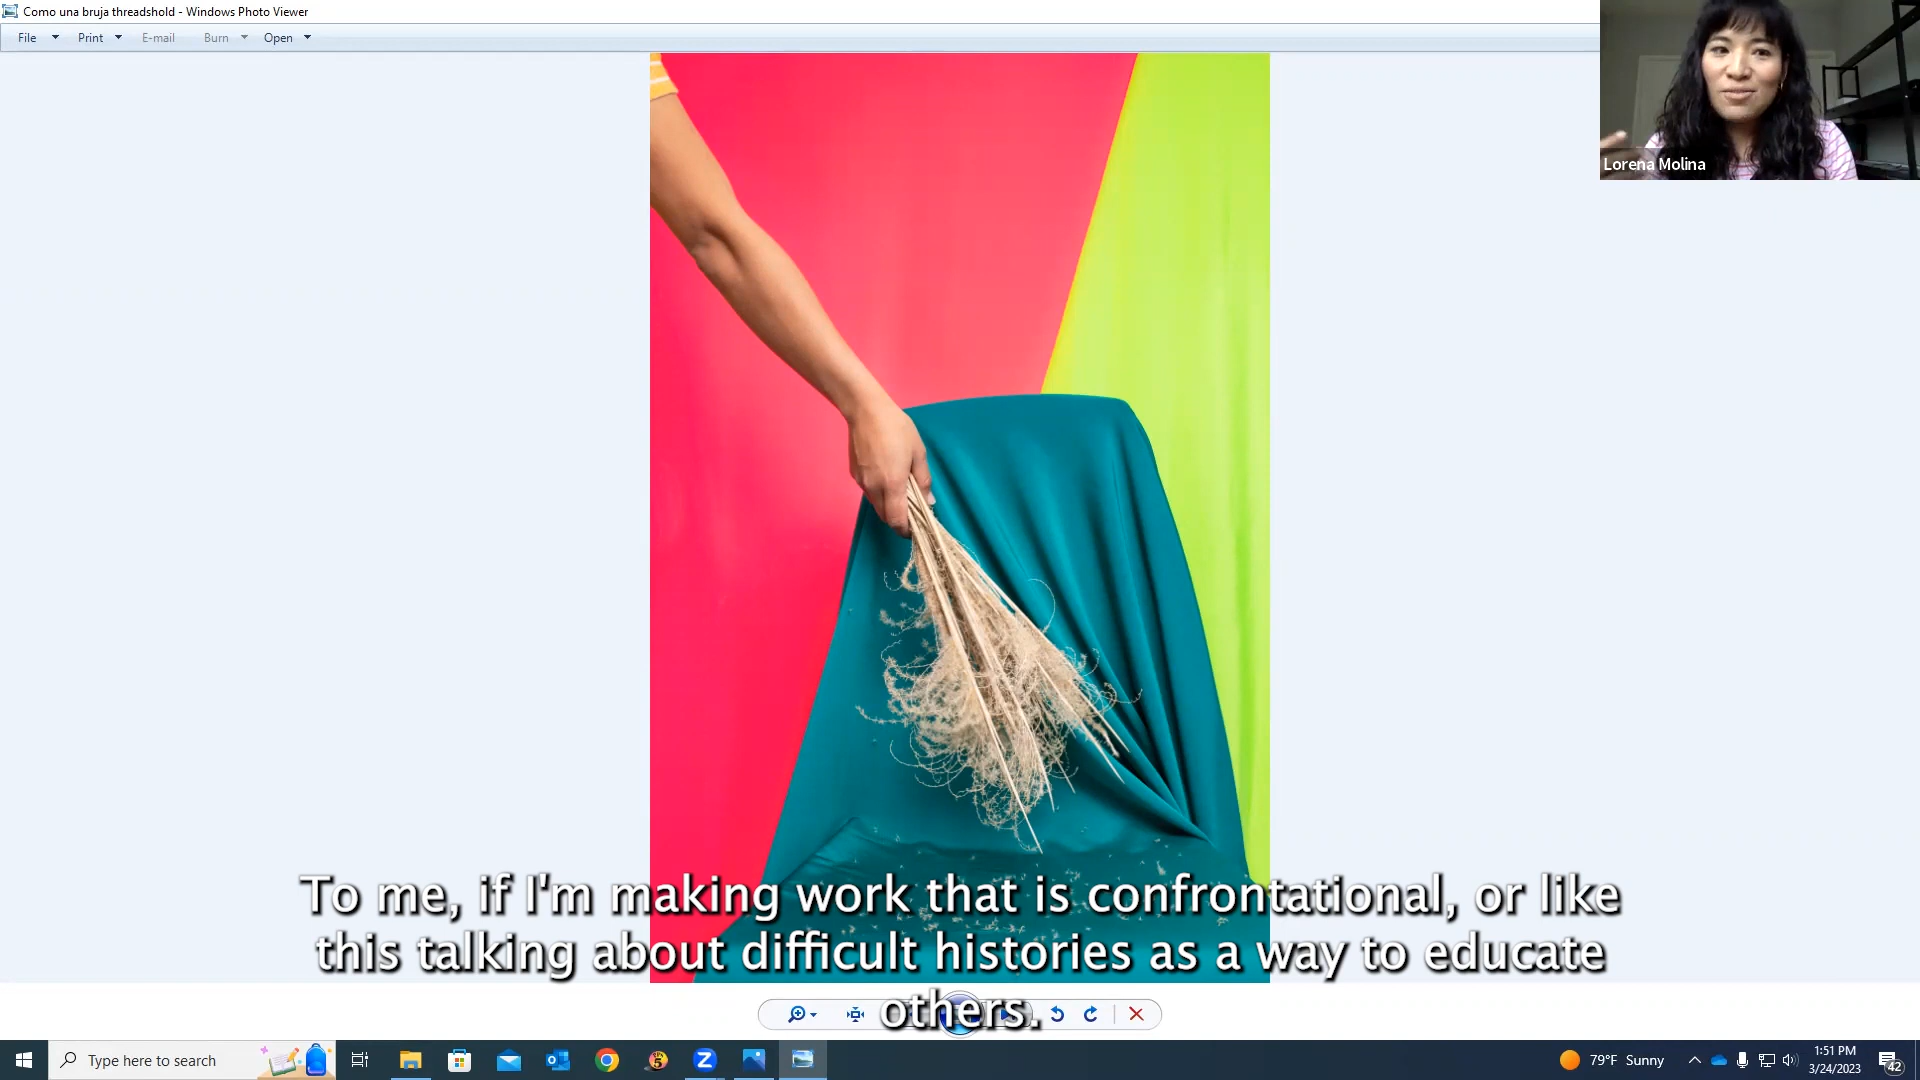 Como una bruja threadshold - Windows Photo Viewer
File Print E-mail Burn Open
Lorena Molina
To me, if I'm making work that is confrontational, or like
this talking about difficult histories as a way to educate
others.
Type here to search
79°F Sunny
1:51 PM
3/24/2023
42